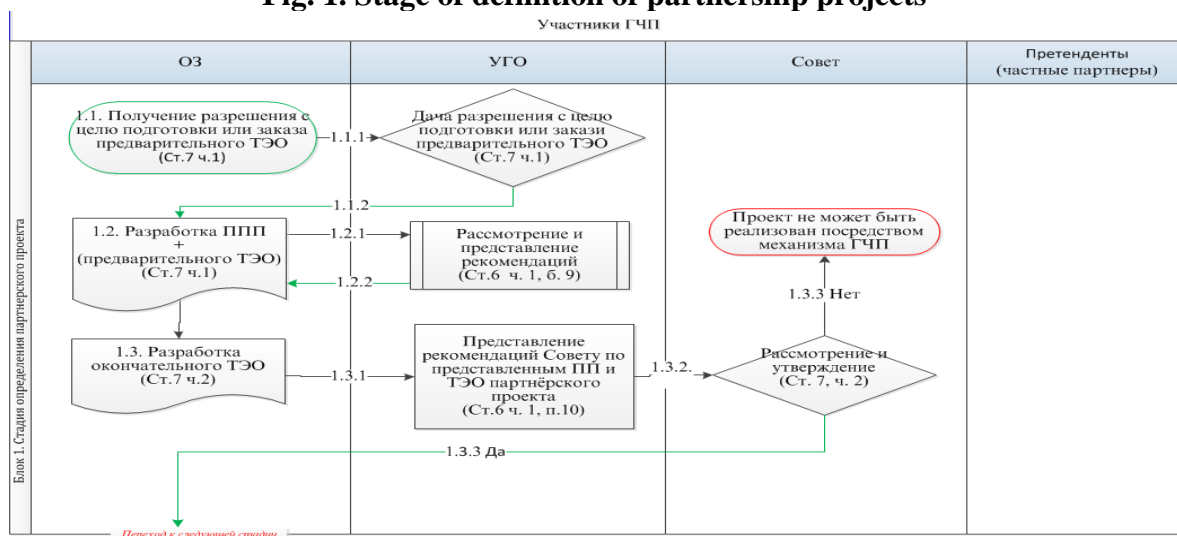 Fig. 1. Stage of definition of partnership projects
Участники ГЧП
ОЗ
УГО
Совет
Претенденты
(частные партнеры)
Блок 1. Стадия определения партнерского проекта
1.1. Получение разрешения с
целю подготовки или заказа
предварительного ТЭО
(Ст.7 ч.1)
1.1.1
Дача разрешения с целю
подготовки или закази
предварительного ТЭО
(Ст.7 ч.1)
1.1.2
1.2. Разработка ППП
+
(предварительного ТЭО)
(Ст.7 ч.1)
1.2.1
1.2.2
Рассмотрение и
представление
рекомендаций
(Ст.6 ч. 1, б. 9)
Проект не может быть
реализован посредством
механизма ГЧП
1.3.3 Нет
1.3. Разработка
окончательного ТЭО
(Ст.7 ч.2)
1.3.1
Представление
рекомендаций Совету по
представленным ПП и
ТЭО партнёрского
проекта
(Ст.6 ч. 1, п.10)
1.3.2.
Рассмотрение и
утверждение
(Ст. 7, ч. 2)
1.3.3 Да
Переход к следующей стадии